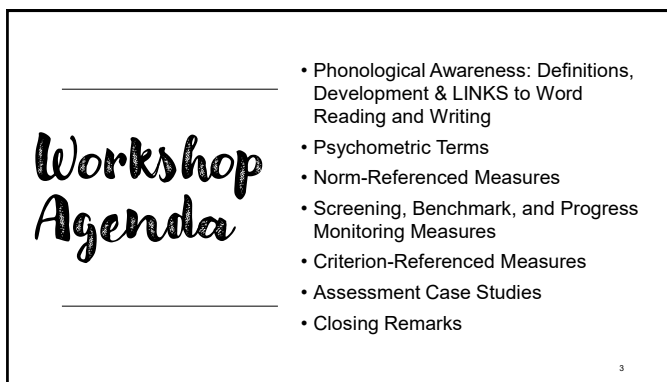 Workshop
Agenda
• Phonological Awareness: Definitions,
Development & LINKS to Word
Reading and Writing
• Psychometric Terms
• Norm-Referenced Measures
• Screening, Benchmark, and Progress
Monitoring Measures
• Criterion-Referenced Measures
• Assessment Case Studies
• Closing Remarks
3